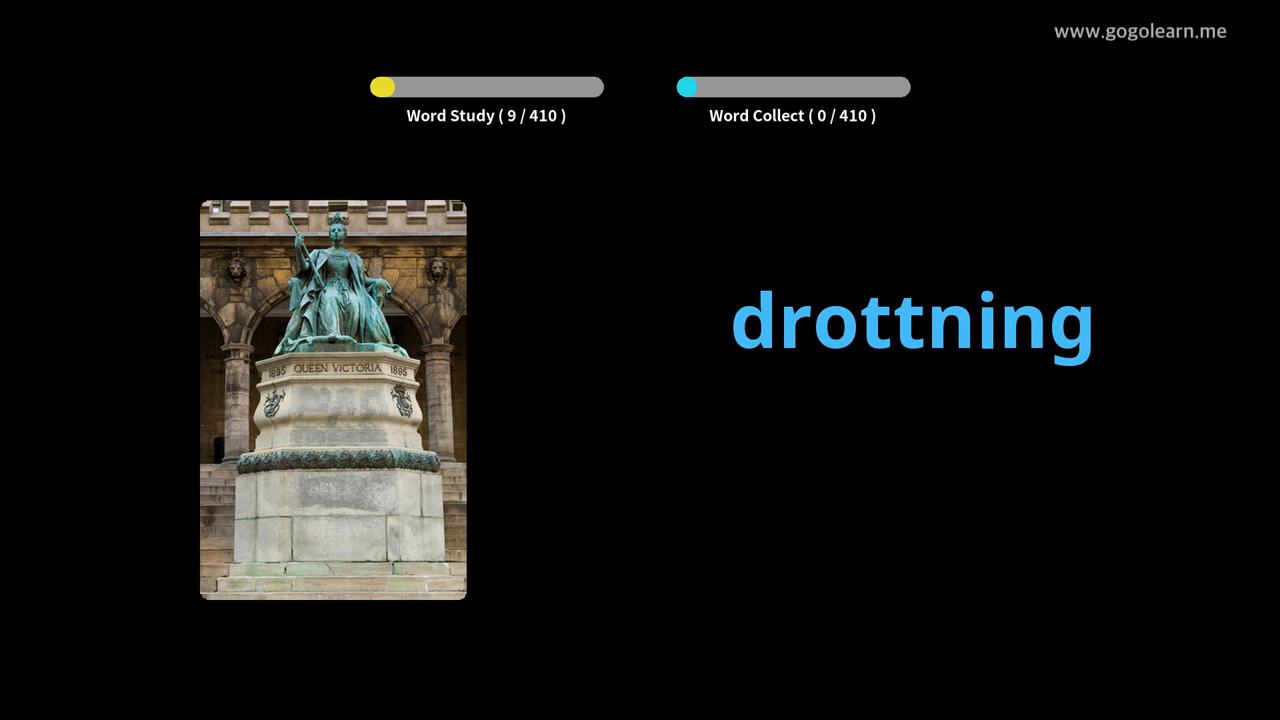 www.gogolearn.me
Word Study ( 9 / 410 )
Word Collect ( 0 / 410 )
drottning
1895 QUEEN VICTORIA 1895